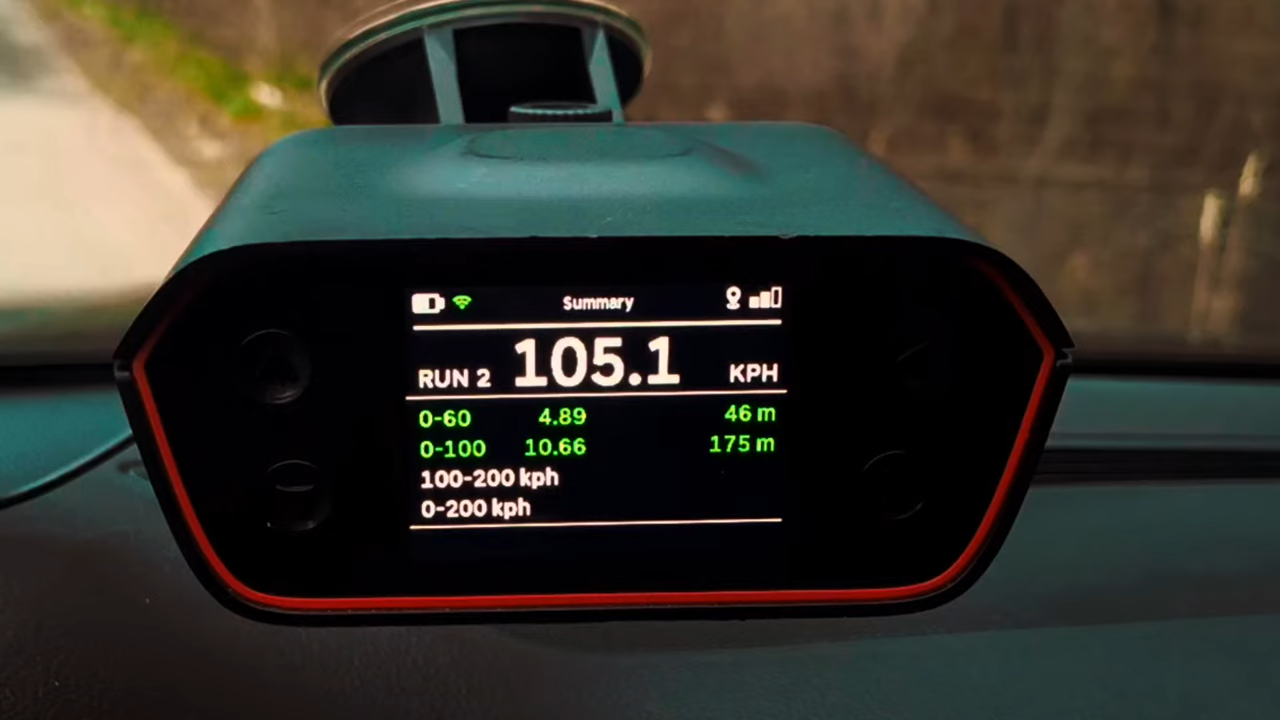 Summary
RUN 2 105.1 KPH
0-60 4.89 46 m
0-100 10.66 175 m
100-200 kph
0-200 kph